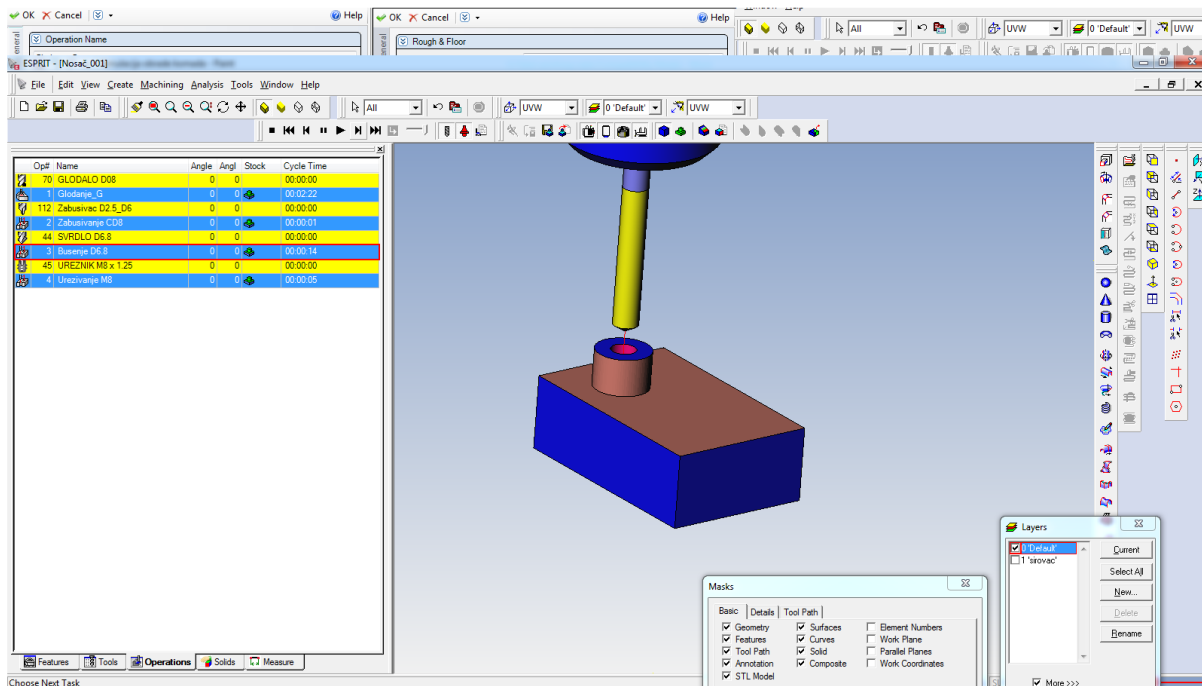 OK Cancel Help
Operation Name
OK Cancel Help
Rough & Floor
All UVW 0 'Default' UVW
ESPRIT - [Nosač_001]
File Edit View Create Machining Analysis Tools Window Help
All UVW 0 'Default' UVW
Op# Name Angle Angl Stock Cycle Time
70 GLODALO D08 0 0 00:00:00
1 Glodanje_G 0 0 00:02:22
112 Zabusivac D2.5_D6 0 0 00:00:00
2 Zabusivanje CD8 0 0 00:00:01
44 SVRDLO D6.8 0 0 00:00:00
3 Busenje D6.8 0 0 00:00:14
45 UREZNIK M8 x 1.25 0 0 00:00:00
4 Urezivanje M8 0 0 00:00:05
Features Tools Operations Solids Measure
Choose Next Task
Masks
Basic Details Tool Path
Geometry Surfaces Element Numbers
Features Curves Work Plane
Tool Path Solid Parallel Planes
Annotation Composite Work Coordinates
STL Model
Layers
0 'Default'
1 'sirovac'
Current
Select All
New...
Delete
Rename
More >>>